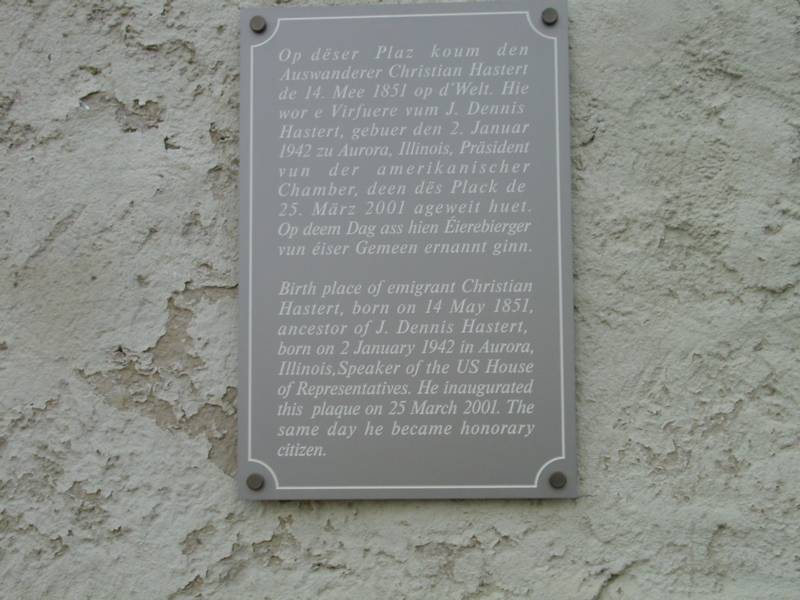 Op dëser Plaz koum den
Auswanderer Christian Hastert
de 14. Mee 1851 op d'Welt. Hie
wor e Virfuere vum J. Dennis
Hastert, gebuer den 2. Januar
1942 zu Aurora, Illinois, Präsident
vun der amerikanischer
Chamber, deen dës Plack de
25. März 2001 ageweit huet.
Op deem Dag ass hien Éierebierger
vun éiser Gemeen ernannt ginn.
Birth place of emigrant Christian
Hastert, born on 14 May 1851,
ancestor of J. Dennis Hastert,
born on 2 January 1942 in Aurora,
Illinois, Speaker of the US House
of Representatives. He inaugurated
this plaque on 25 March 2001. The
same day he became honorary
citizen.